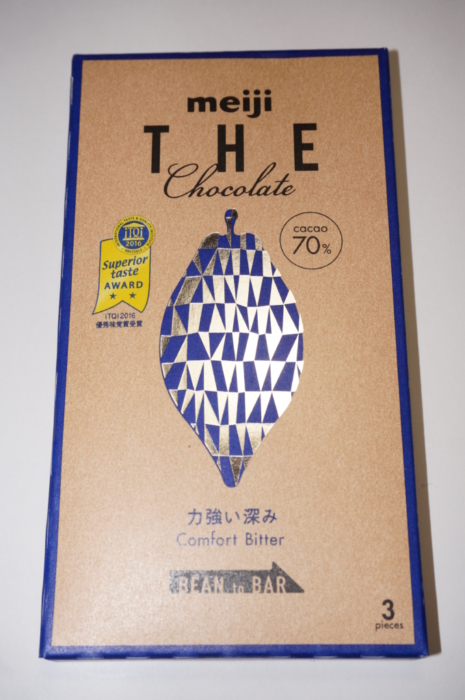 meiji
THE
Chocolate
cacao
70%
iTQi
2016
Superior
taste
AWARD
iTQi 2016
優秀味覚賞受賞
力強い深み
Comfort Bitter
BEAN to BAR
3
pieces